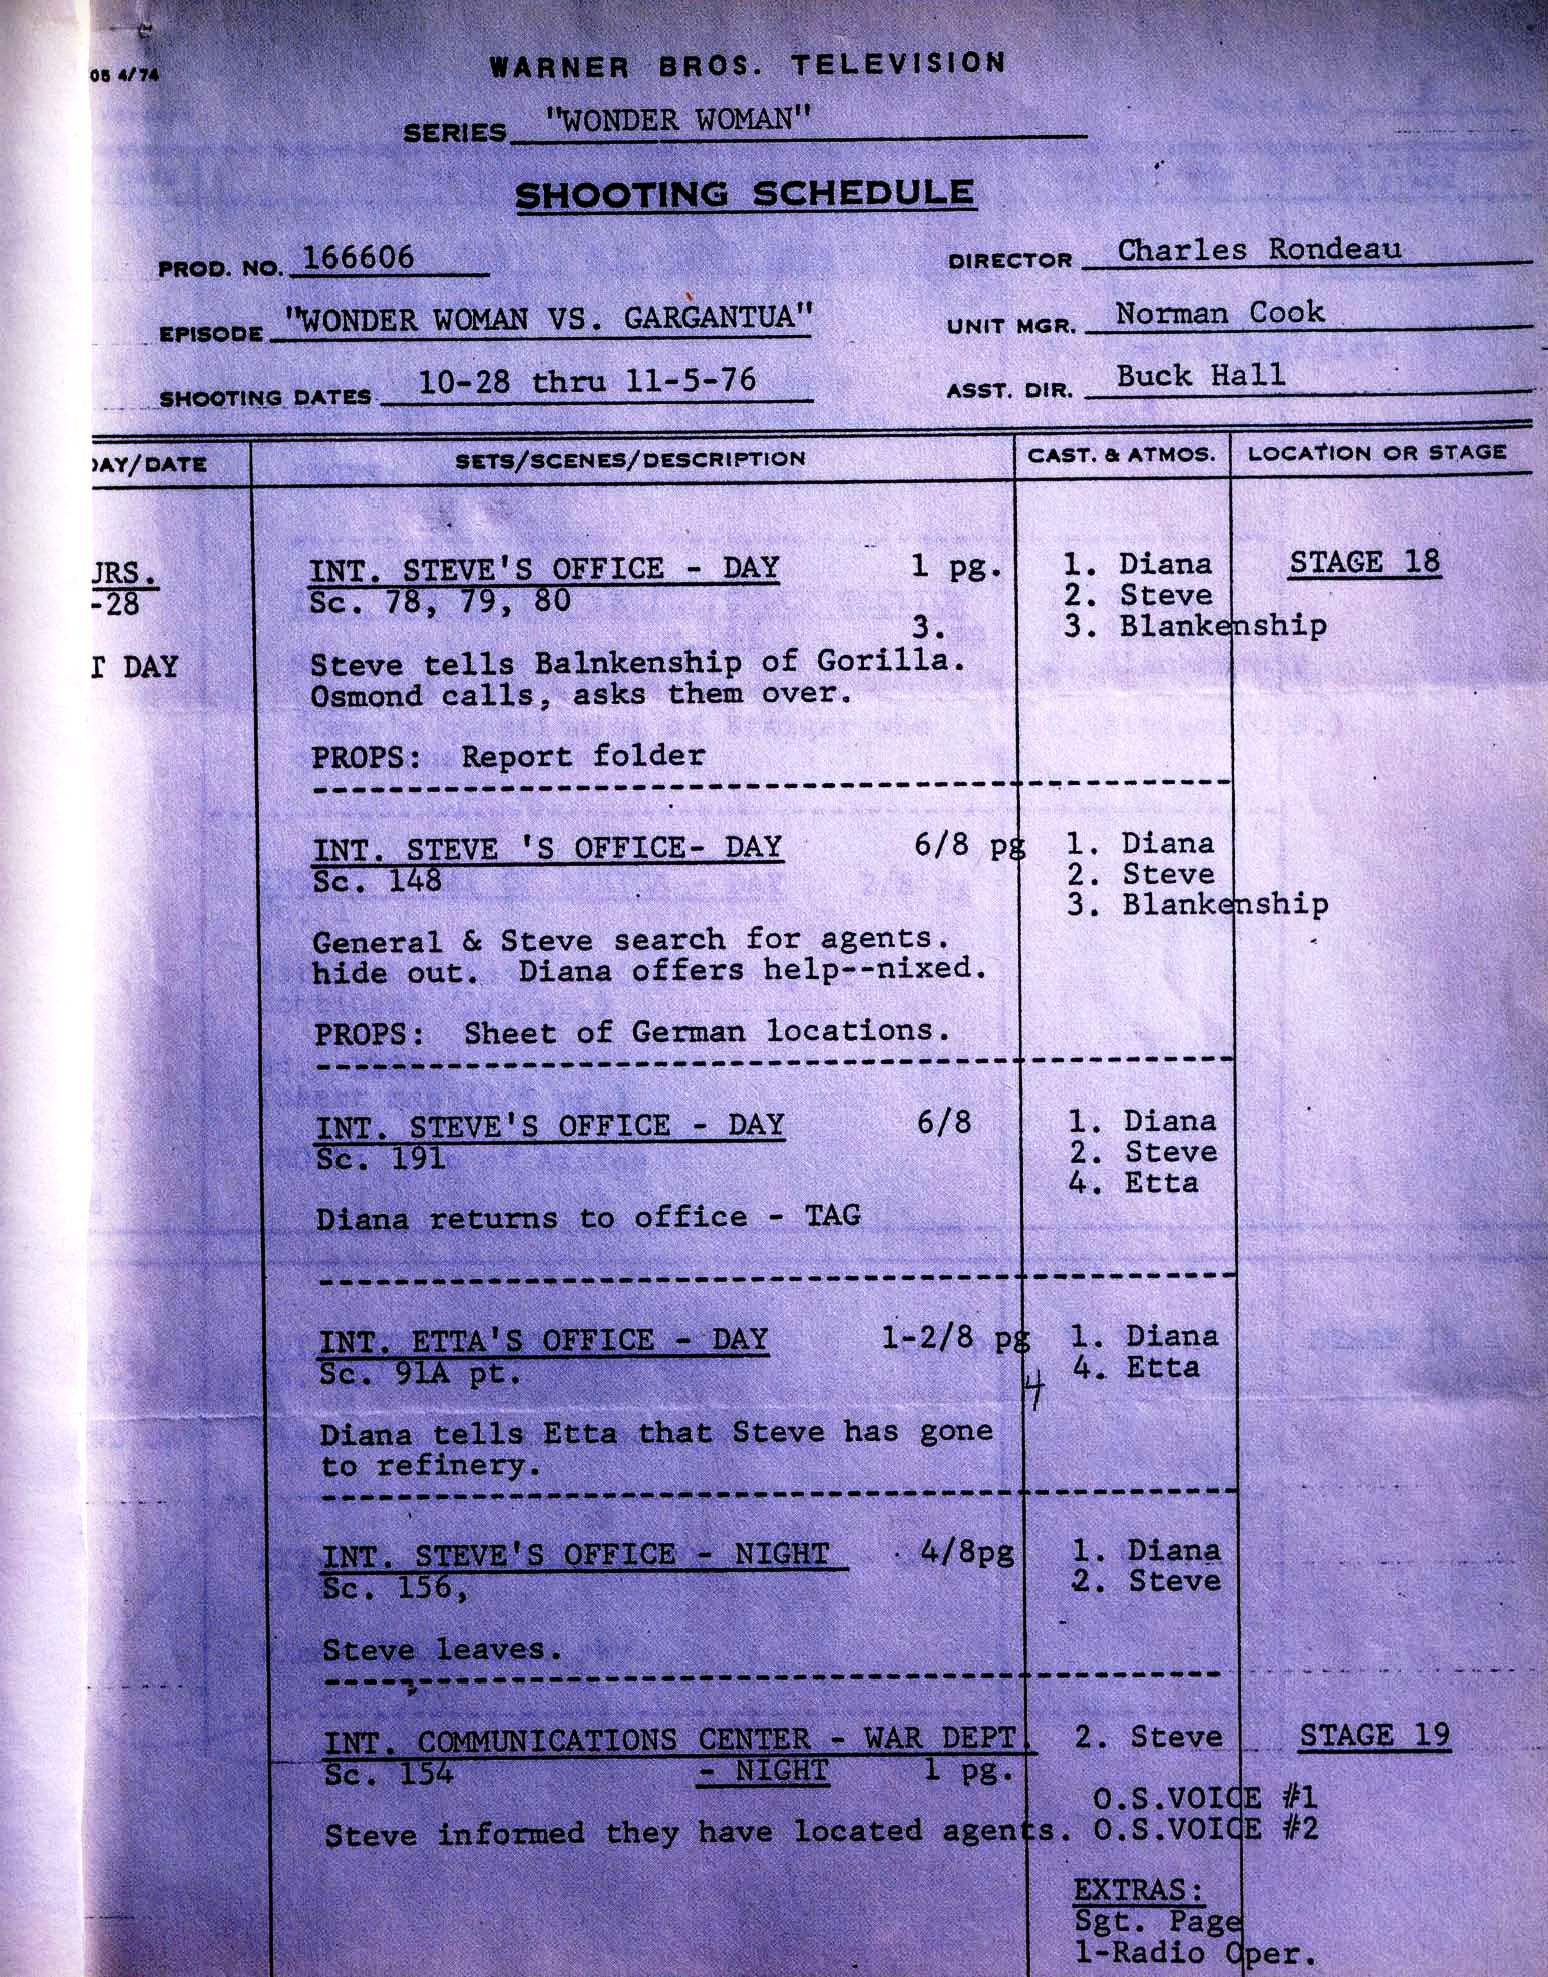 05 4/74
WARNER BROS. TELEVISION
SERIES "WONDER WOMAN"
SHOOTING SCHEDULE
PROD. NO. 166606 DIRECTOR Charles Rondeau
EPISODE "WONDER WOMAN VS. GARGANTUA" UNIT MGR. Norman Cook
SHOOTING DATES 10-28 thru 11-5-76 ASST. DIR. Buck Hall
DAY/DATE SETS/SCENES/DESCRIPTION CAST. & ATMOS. LOCATION OR STAGE
URS. INT. STEVE'S OFFICE - DAY 1 pg. 1. Diana STAGE 18
-28 Sc. 78, 79, 80 2. Steve
3. 3. Blankenship
T DAY Steve tells Balnkenship of Gorilla.
Osmond calls, asks them over.
PROPS: Report folder
INT. STEVE 'S OFFICE- DAY 6/8 pg 1. Diana
Sc. 148 2. Steve
3. Blankenship
General & Steve search for agents.
hide out. Diana offers help--nixed.
PROPS: Sheet of German locations.
INT. STEVE'S OFFICE - DAY 6/8 1. Diana
Sc. 191 2. Steve
4. Etta
Diana returns to office - TAG
INT. ETTA'S OFFICE - DAY 1-2/8 pg 1. Diana
Sc. 91A pt. 4. Etta
4
Diana tells Etta that Steve has gone
to refinery.
INT. STEVE'S OFFICE - NIGHT 4/8pg 1. Diana
Sc. 156, 2. Steve
Steve leaves.
INT. COMMUNICATIONS CENTER - WAR DEPT. 2. Steve STAGE 19
Sc. 154 - NIGHT 1 pg.
O.S.VOICE #1
Steve informed they have located agents. O.S.VOICE #2
EXTRAS:
Sgt. Page
1-Radio Oper.